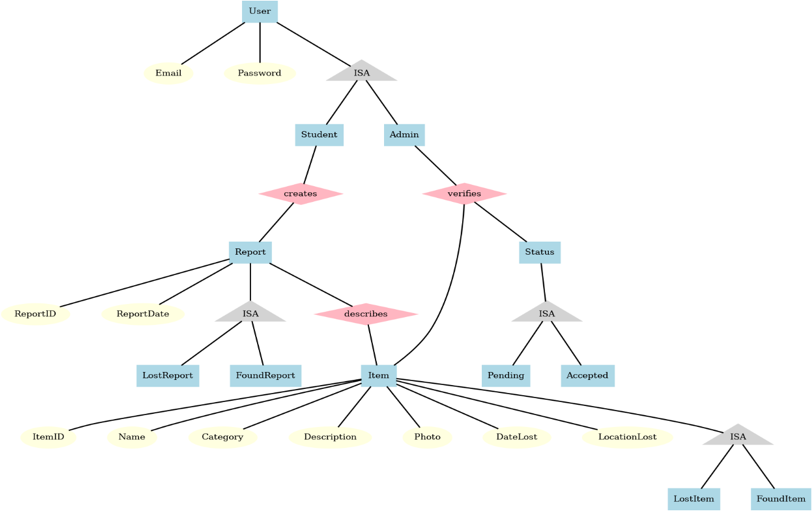 User
Email
Password
ISA
Student
Admin
creates
verifies
Report
Status
ReportID
ReportDate
ISA
describes
ISA
LostReport
FoundReport
Item
Pending
Accepted
ItemID
Name
Category
Description
Photo
DateLost
LocationLost
ISA
LostItem
FoundItem